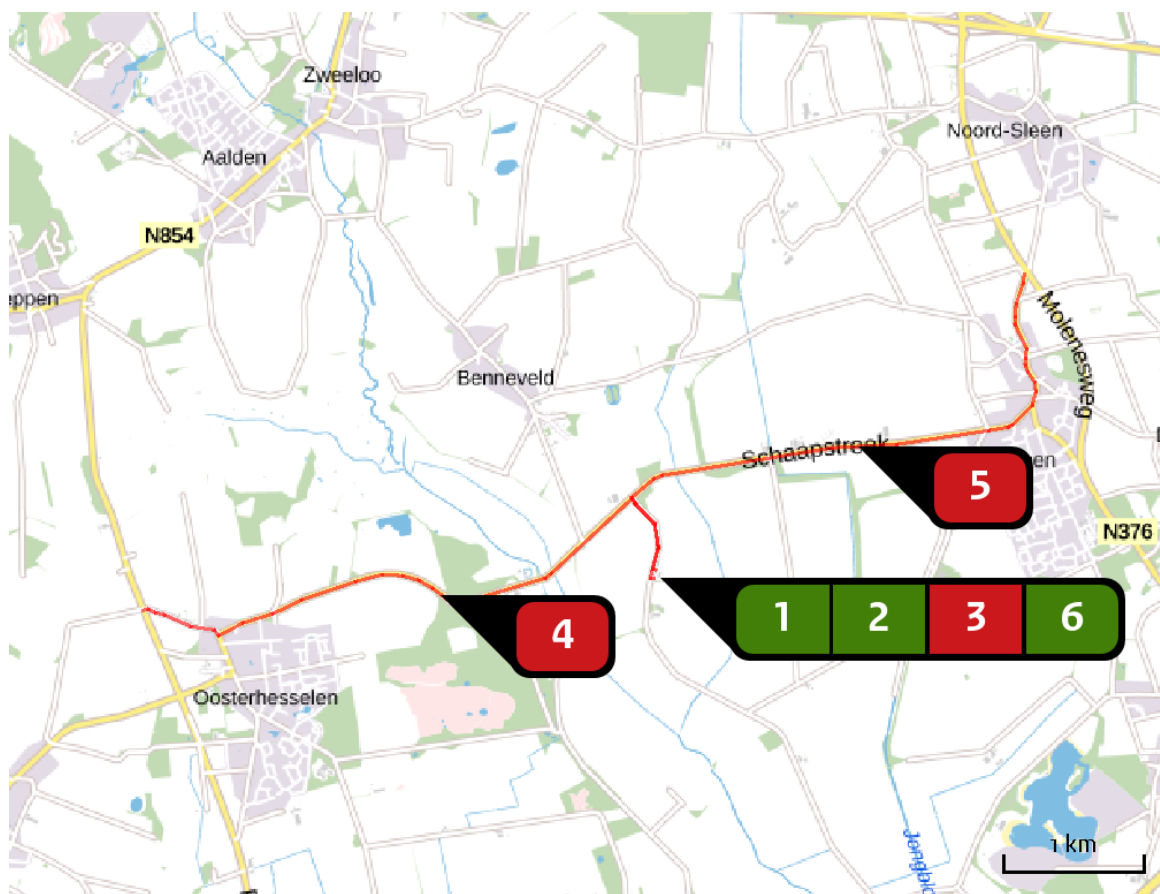 Zweeloo
Noord-Sleen
Aalden
N854
eppen
Molenesweg
Benneveld
Schaapstreek
een
5
N376
1 2 3 6
4
Oosterhesselen
1 km